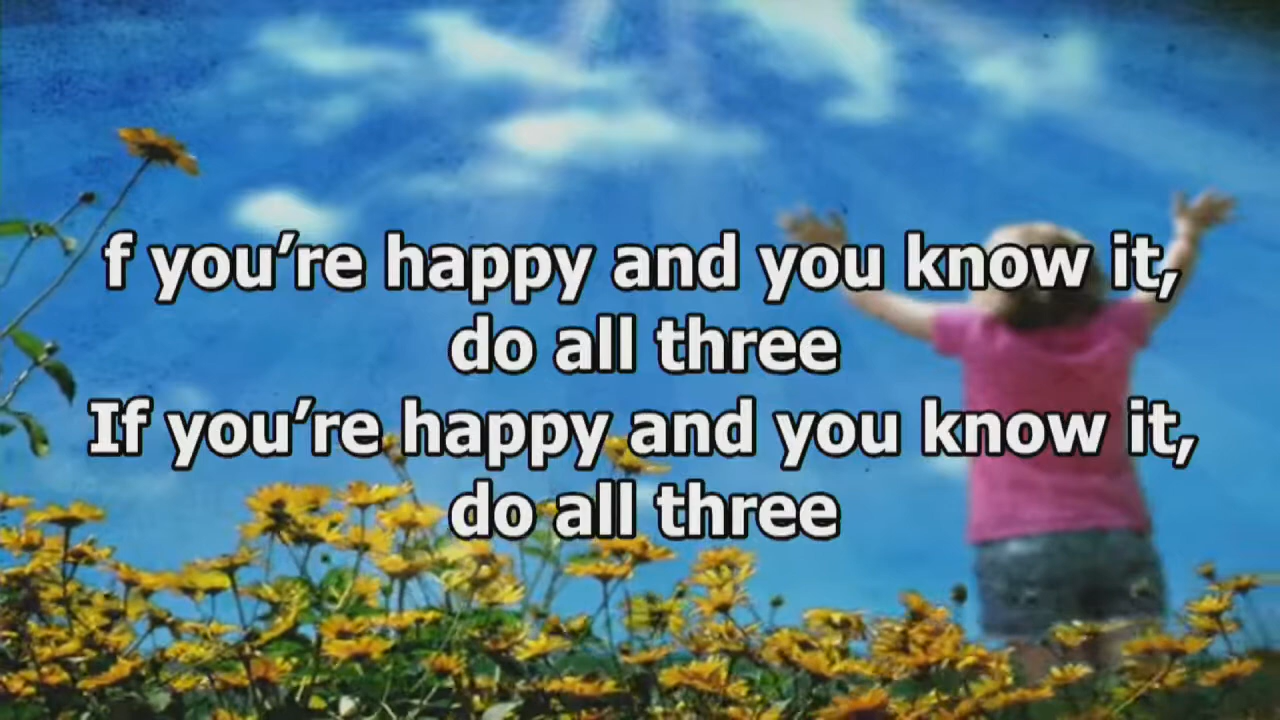 f you’re happy and you know it,
do all three
If you’re happy and you know it,
do all three